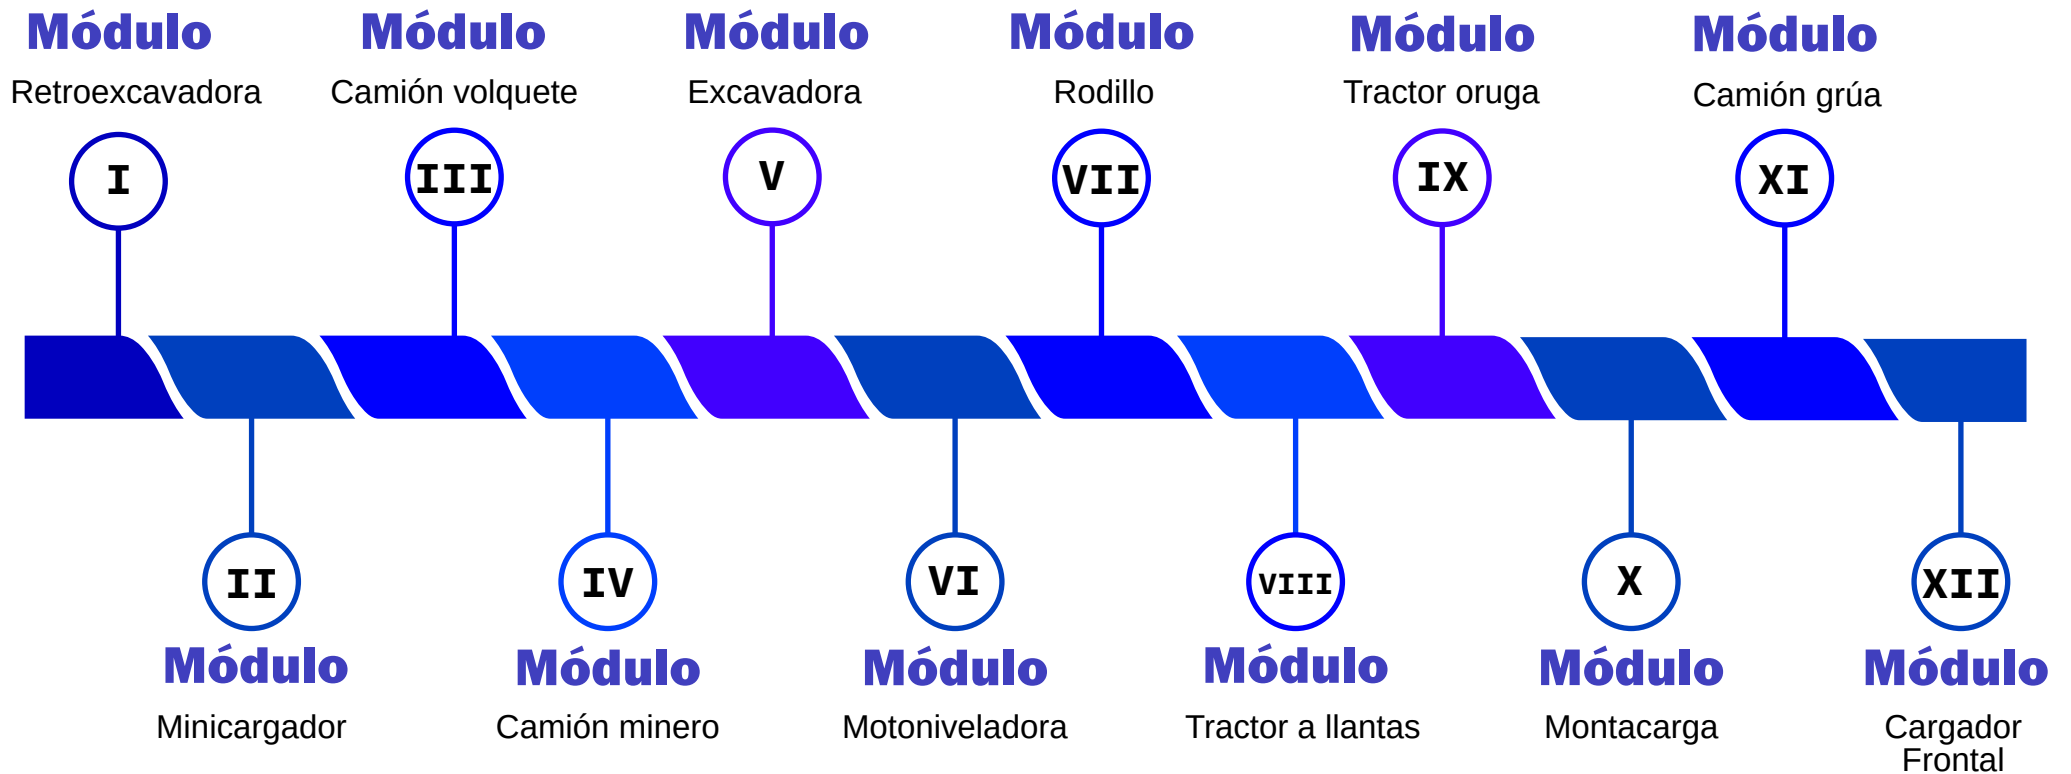 Módulo
Retroexcavadora
I
Módulo
Camión volquete
III
Módulo
Excavadora
V
Módulo
Rodillo
VII
Módulo
Tractor oruga
IX
Módulo
Camión grúa
XI
II
Módulo
Minicargador
IV
Módulo
Camión minero
VI
Módulo
Motoniveladora
VIII
Módulo
Tractor a llantas
X
Módulo
Montacarga
XII
Módulo
Cargador
Frontal